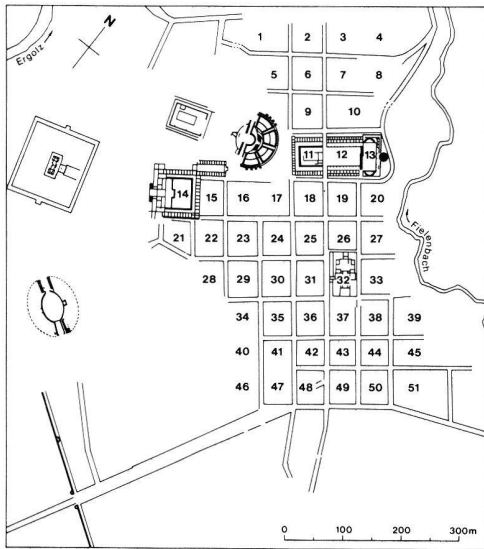 N
1 2 3 4
Ergolz
5 6 7 8
9 10
11 12 13
14 15 16 17 18 19 20
21 22 23 24 25 26 27
28 29 30 31 32 33
Fielenbach
34 35 36 37 38 39
40 41 42 43 44 45
46 47 48 49 50 51
0 100 200 300m